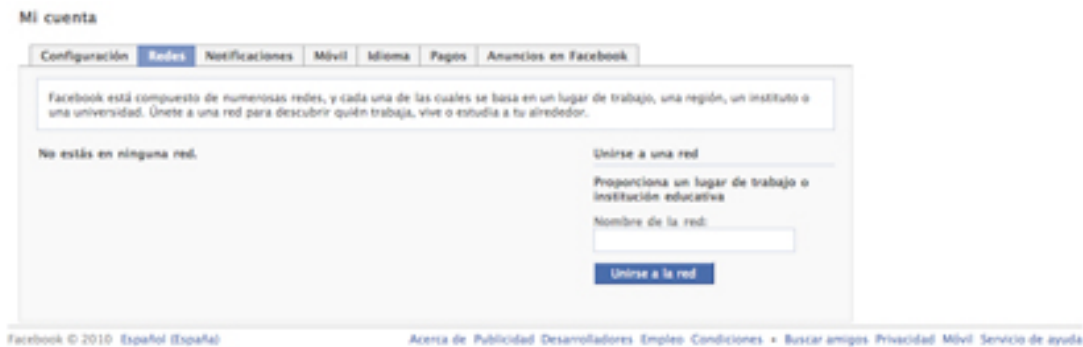 Mi cuenta
Configuración Redes Notificaciones Móvil Idioma Pagos Anuncios en Facebook
Facebook está compuesto de numerosas redes, y cada una de las cuales se basa en un lugar de trabajo, una región, un instituto o
una universidad. Únete a una red para descubrir quién trabaja, vive o estudia a tu alrededor.
No estás en ninguna red.
Unirse a una red
Proporciona un lugar de trabajo o
institución educativa
Nombre de la red:
Unirse a la red
Facebook © 2010 Español (España)
Acerca de Publicidad Desarrolladores Empleo Condiciones • Buscar amigos Privacidad Móvil Servicio de ayuda